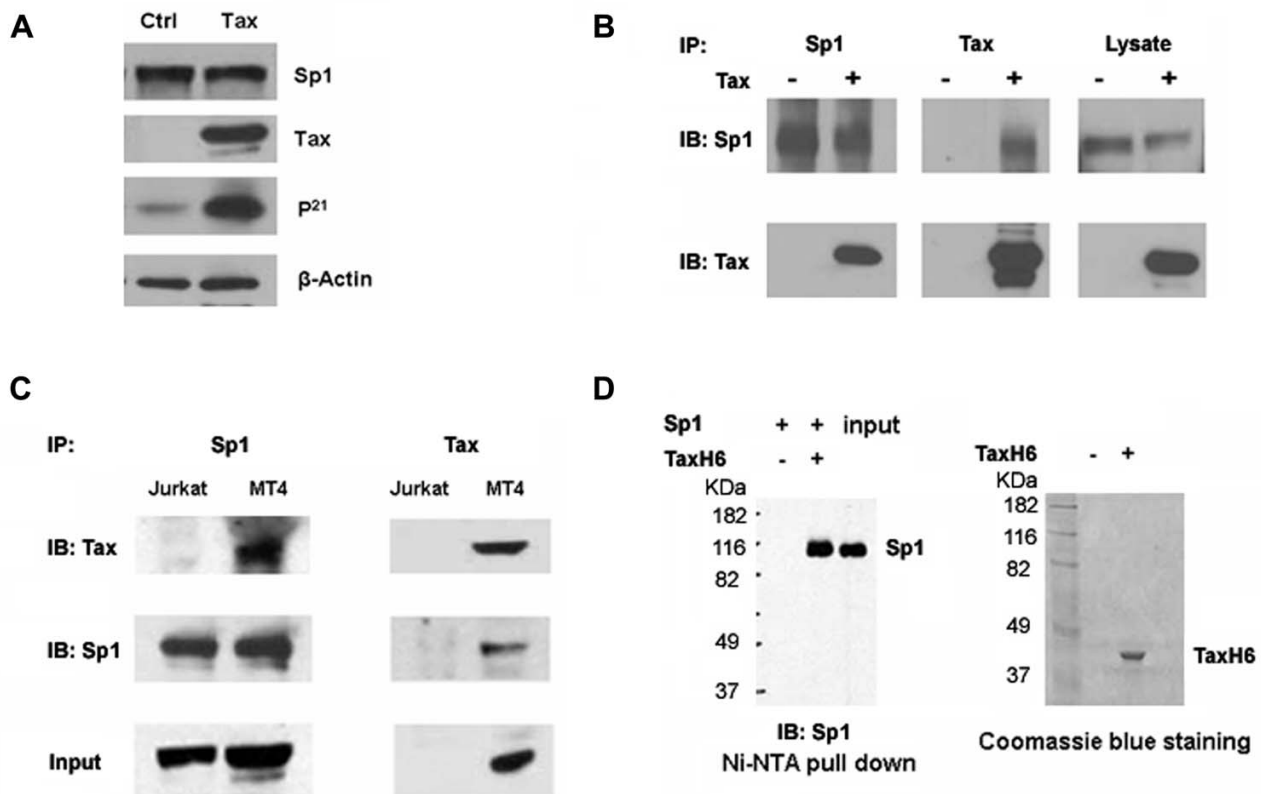 A
Ctrl Tax
Sp1
Tax
P²¹
β-Actin
B
IP: Sp1 Tax Lysate
Tax - + - + - +
IB: Sp1
IB: Tax
C
IP: Sp1 Tax
Jurkat MT4 Jurkat MT4
IB: Tax
IB: Sp1
Input
D
Sp1 + + input
TaxH6 - +
KDa
182
116
82
49
37
Sp1
IB: Sp1
Ni-NTA pull down
TaxH6 - +
KDa
182
116
82
49
37
TaxH6
Coomassie blue staining